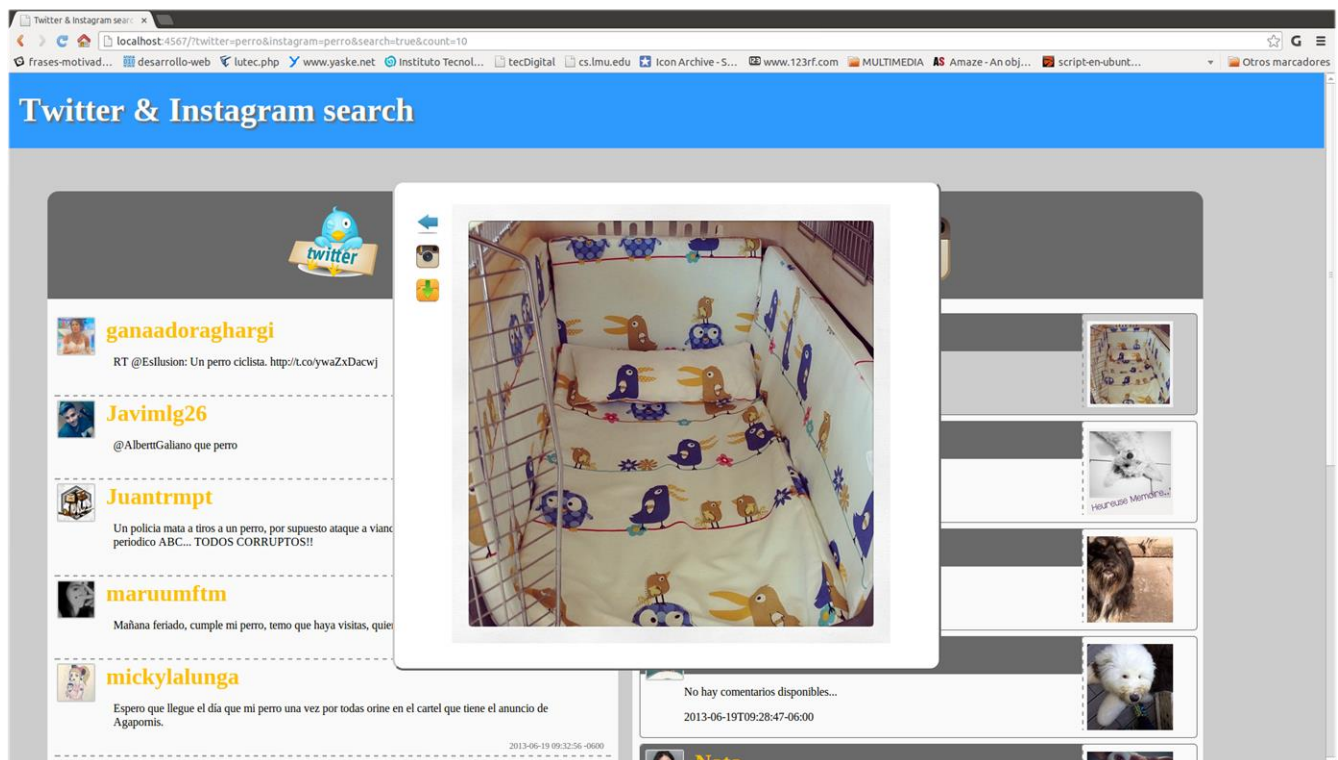 Twitter & Instagram searc
localhost:4567/?twitter=perro&instagram=perro&search=true&count=10
frases-motivad... desarrollo-web lutec.php www.yaske.net Instituto Tecnol... tecDigital cs.lmu.edu Icon Archive - S... www.123rf.com MULTIMEDIA Amaze - An obj... script-en-ubunt... Otros marcadores
Twitter & Instagram search
twitter
ganaadoraghargi
RT @EsIlusion: Un perro ciclista. http://t.co/ywaZxDacwj
Javimlg26
@AlberttGaliano que perro
Juantrmpt
Un policia mata a tiros a un perro, por supuesto ataque a vianc
periodico ABC... TODOS CORRUPTOS!!
maruumftm
Mañana feriado, cumple mi perro, temo que haya visitas, quier
mickylalunga
Espero que llegue el día que mi perro una vez por todas orine en el cartel que tiene el anuncio de
Agapornis.
2013-06-19 09:32:56 -0600
Heureuse Memoire...
No hay comentarios disponibles...
2013-06-19T09:28:47-06:00